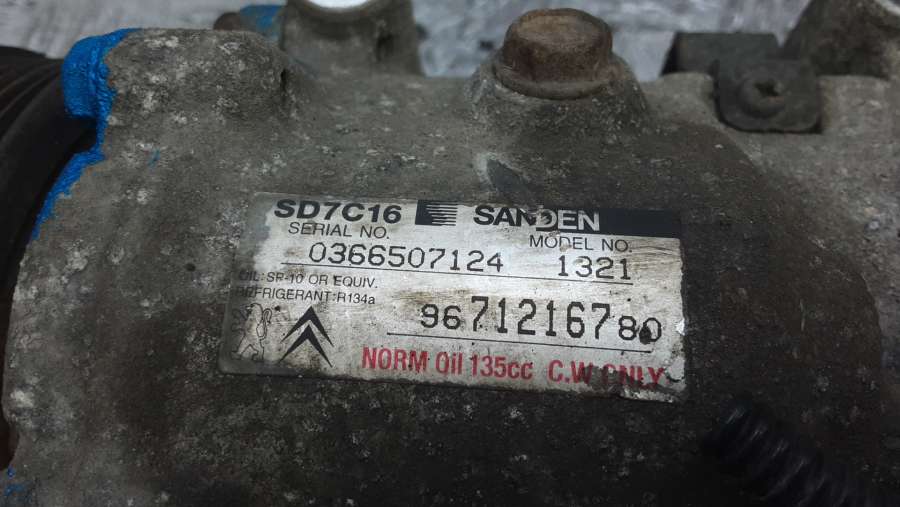 SD7C16 SANDEN
SERIAL NO. MODEL NO.
0366507124 1321
OIL: SP-10 OR EQUIV.
REFRIGERANT: R134a
9671216780
NORM Oil 135cc C.W ONLY